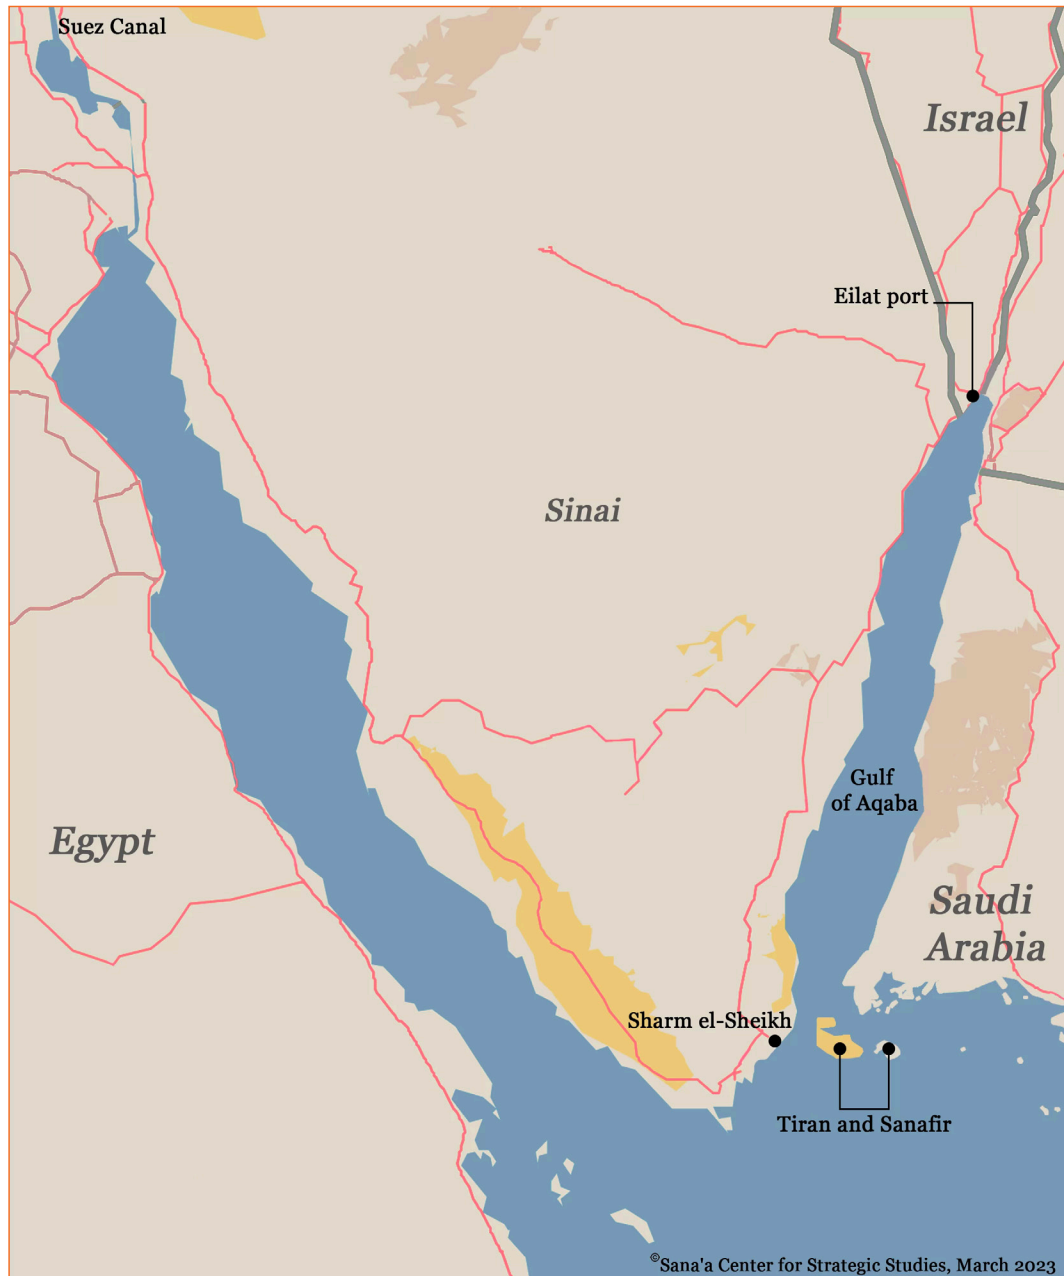 Suez Canal
Israel
Eilat port
Sinai
Gulf
of Aqaba
Egypt
Saudi
Arabia
Sharm el-Sheikh
Tiran and Sanafir
©Sana'a Center for Strategic Studies, March 2023